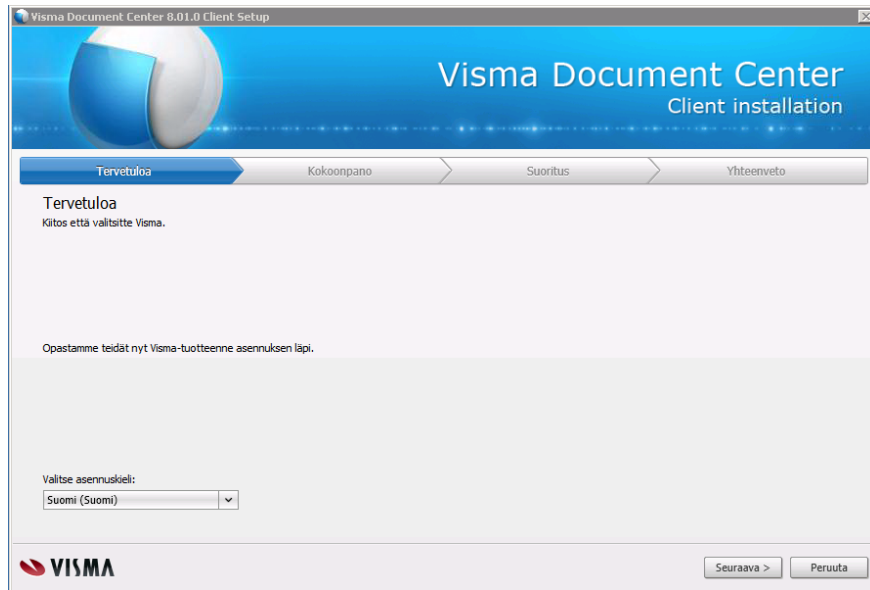 Visma Document Center 8.01.0 Client Setup
Visma Document Center
Client installation
Tervetuloa
Kokoonpano
Suoritus
Yhteenveto
Tervetuloa
Kiitos että valitsitte Visma.
Opastamme teidät nyt Visma-tuotteenne asennuksen läpi.
Valitse asennuskieli:
Suomi (Suomi)
VISMA
Seuraava >
Peruuta